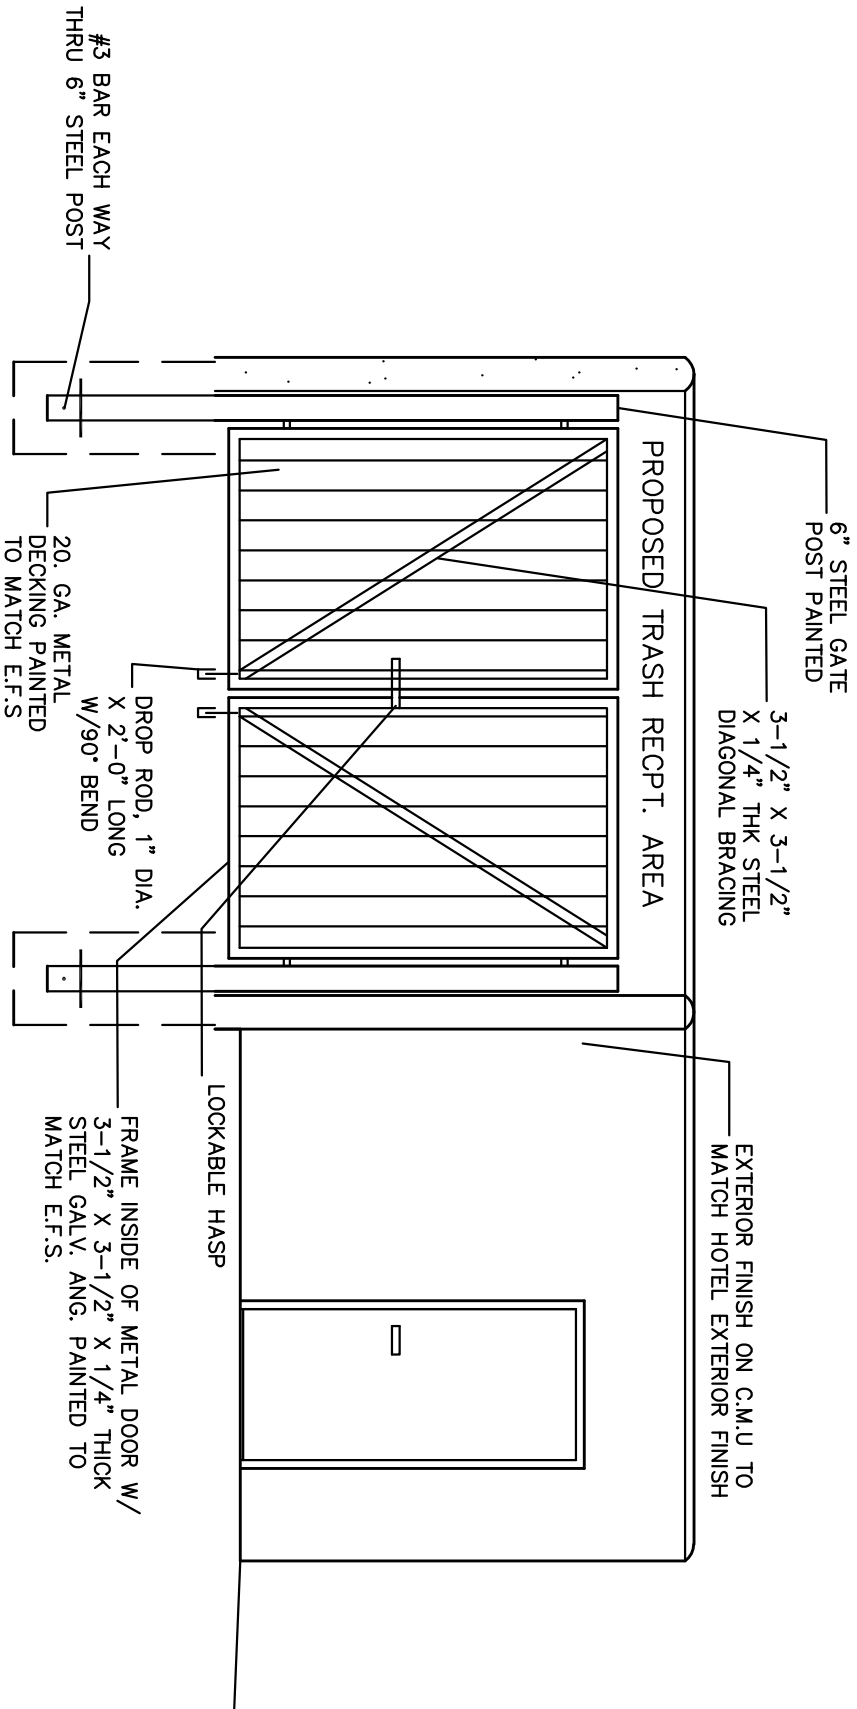 6" STEEL GATE
POST PAINTED
3-1/2" X 3-1/2"
X 1/4" THK STEEL
DIAGONAL BRACING
EXTERIOR FINISH ON C.M.U TO
MATCH HOTEL EXTERIOR FINISH
PROPOSED TRASH RECPT. AREA
#3 BAR EACH WAY
THRU 6" STEEL POST
20. GA. METAL
DECKING PAINTED
TO MATCH E.F.S
DROP ROD, 1" DIA.
X 2'-0" LONG
W/90° BEND
LOCKABLE HASP
FRAME INSIDE OF METAL DOOR W/
3-1/2" X 3-1/2" X 1/4" THICK
STEEL GALV. ANG. PAINTED TO
MATCH E.F.S.